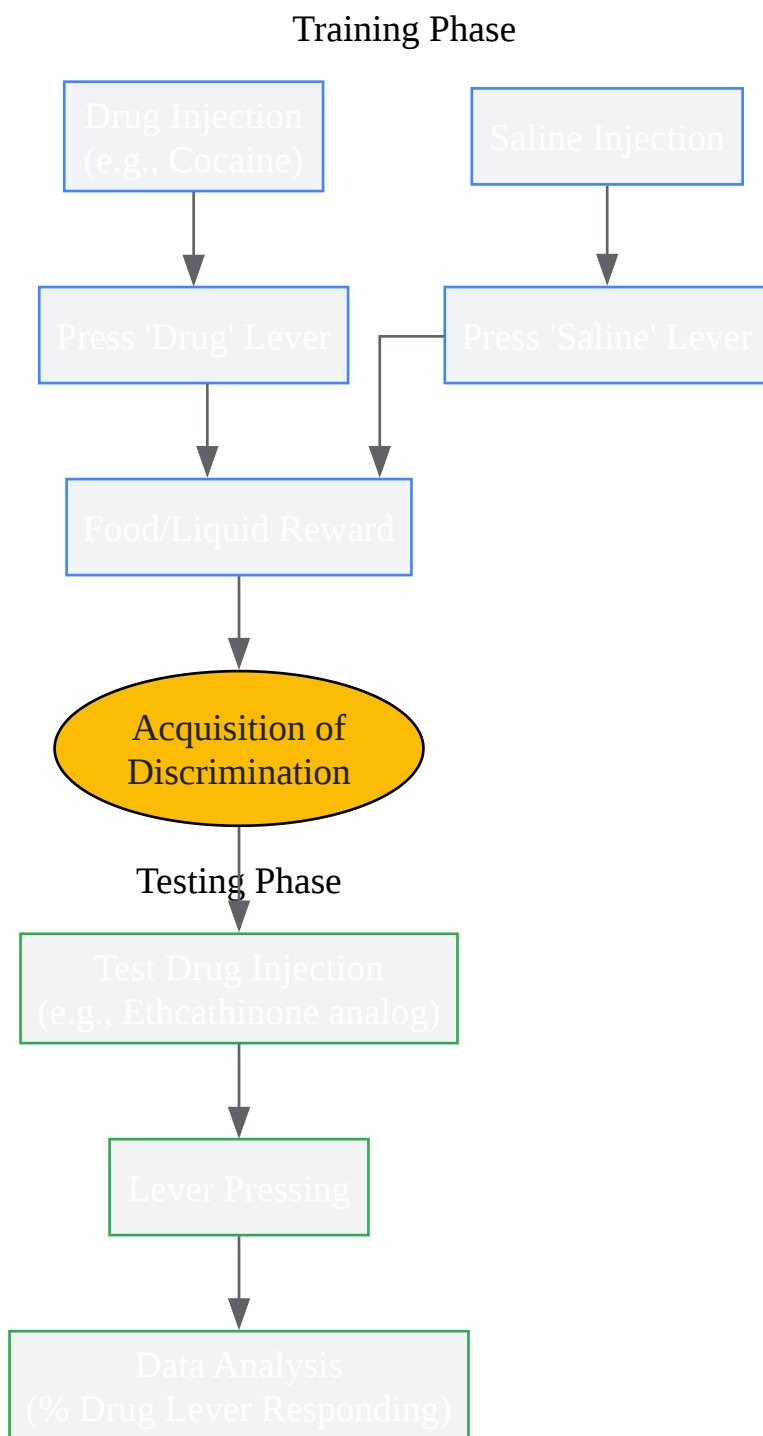 Training Phase
Drug Injection
(e.g., Cocaine)
Saline Injection
Press 'Drug' Lever
Press 'Saline' Lever
Food/Liquid Reward
Acquisition of
Discrimination
Testing Phase
Test Drug Injection
(e.g., Ethcathinone analog)
Lever Pressing
Data Analysis
(% Drug Lever Responding)